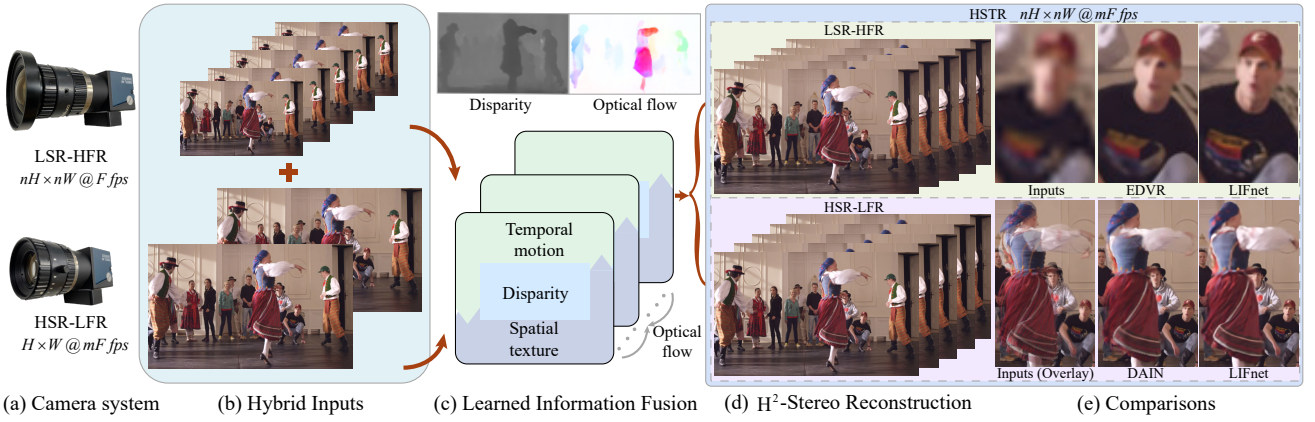 LSR-HFR
nH×nW@F fps
HSR-LFR
H×W@mF fps
(a) Camera system
+
(b) Hybrid Inputs
Disparity
Optical flow
Temporal
motion
Disparity
Spatial
texture
Optical
flow
(c) Learned Information Fusion
HSTR nH×nW@mF fps
LSR-HFR
HSR-LFR
(d) H²-Stereo Reconstruction
Inputs
EDVR
LIFnet
Inputs (Overlay)
DAIN
LIFnet
(e) Comparisons